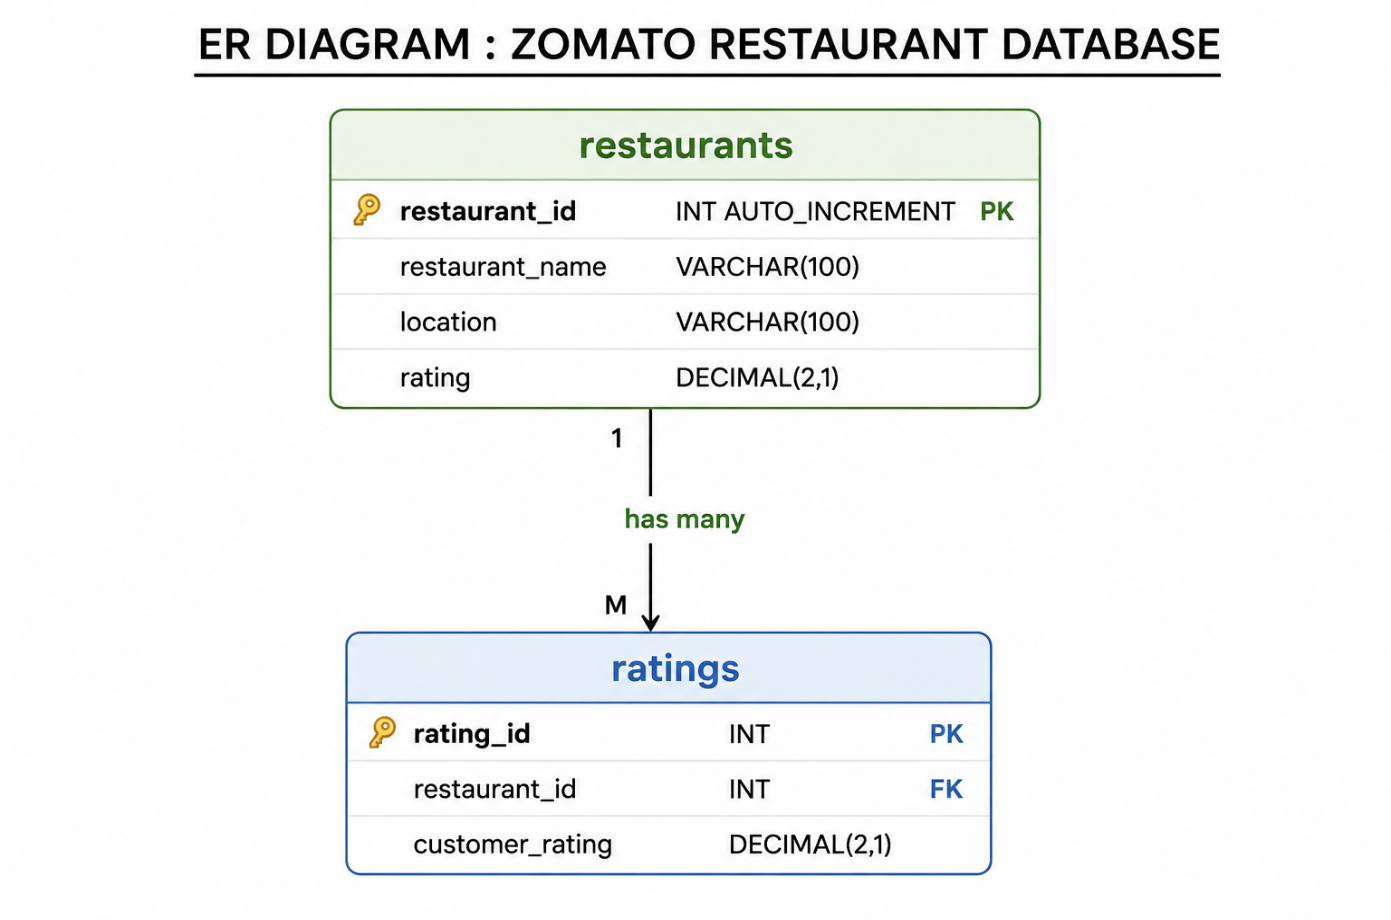 ER DIAGRAM : ZOMATO RESTAURANT DATABASE
restaurants
restaurant_id INT AUTO_INCREMENT PK
restaurant_name VARCHAR(100)
location VARCHAR(100)
rating DECIMAL(2,1)
1
has many
M
ratings
rating_id INT PK
restaurant_id INT FK
customer_rating DECIMAL(2,1)